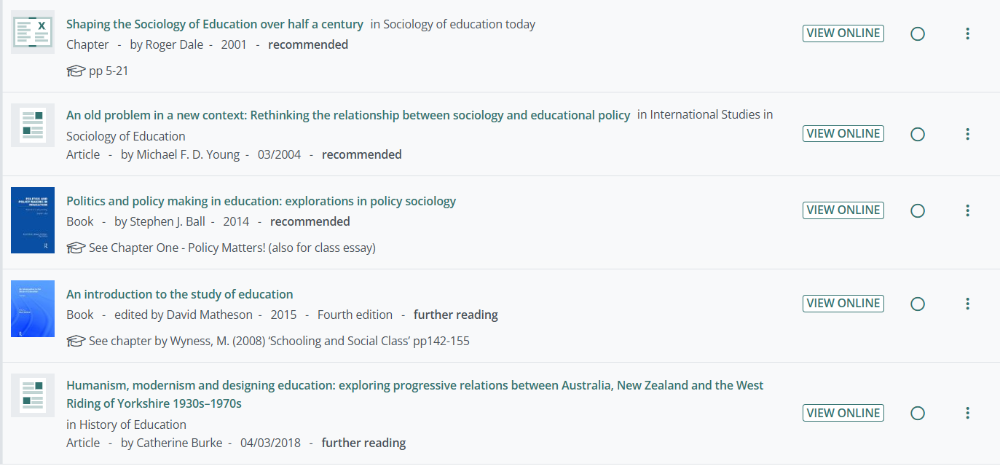 Shaping the Sociology of Education over half a century in Sociology of education today
Chapter - by Roger Dale - 2001 - recommended
pp 5-21
VIEW ONLINE
An old problem in a new context: Rethinking the relationship between sociology and educational policy in International Studies in
Sociology of Education
Article - by Michael F. D. Young - 03/2004 - recommended
VIEW ONLINE
POLITICS AND
POLICY MAKING IN
EDUCATION
Politics and policy making in education: explorations in policy sociology
Book - by Stephen J. Ball - 2014 - recommended
See Chapter One - Policy Matters! (also for class essay)
VIEW ONLINE
An introduction to the study of education
Book - edited by David Matheson - 2015 - Fourth edition - further reading
See chapter by Wyness, M. (2008) ‘Schooling and Social Class’ pp142-155
VIEW ONLINE
Humanism, modernism and designing education: exploring progressive relations between Australia, New Zealand and the West
Riding of Yorkshire 1930s–1970s
in History of Education
Article - by Catherine Burke - 04/03/2018 - further reading
VIEW ONLINE